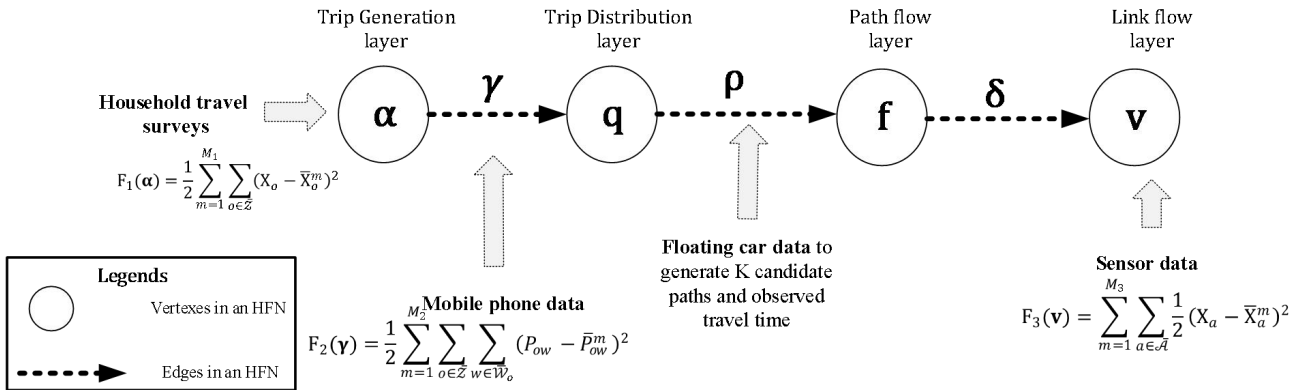 Trip Generation
layer
Trip Distribution
layer
Path flow
layer
Link flow
layer
α
γ
q
ρ
f
δ
v
Household travel
surveys
F₁(α) = 1/2 ∑_{m=1}^{M₁} ∑_{o∈Z̄} (X_o − X̄_o^m)²
Legends
Vertexes in an HFN
Edges in an HFN
Mobile phone data
F₂(γ) = 1/2 ∑_{m=1}^{M₂} ∑_{o∈Z̄} ∑_{w∈W̄_o} (P_{ow} − P̄_{ow}^m)²
Floating car data to
generate K candidate
paths and observed
travel time
Sensor data
F₃(v) = ∑_{m=1}^{M₃} ∑_{a∈Ā} 1/2 (X_a − X̄_a^m)²